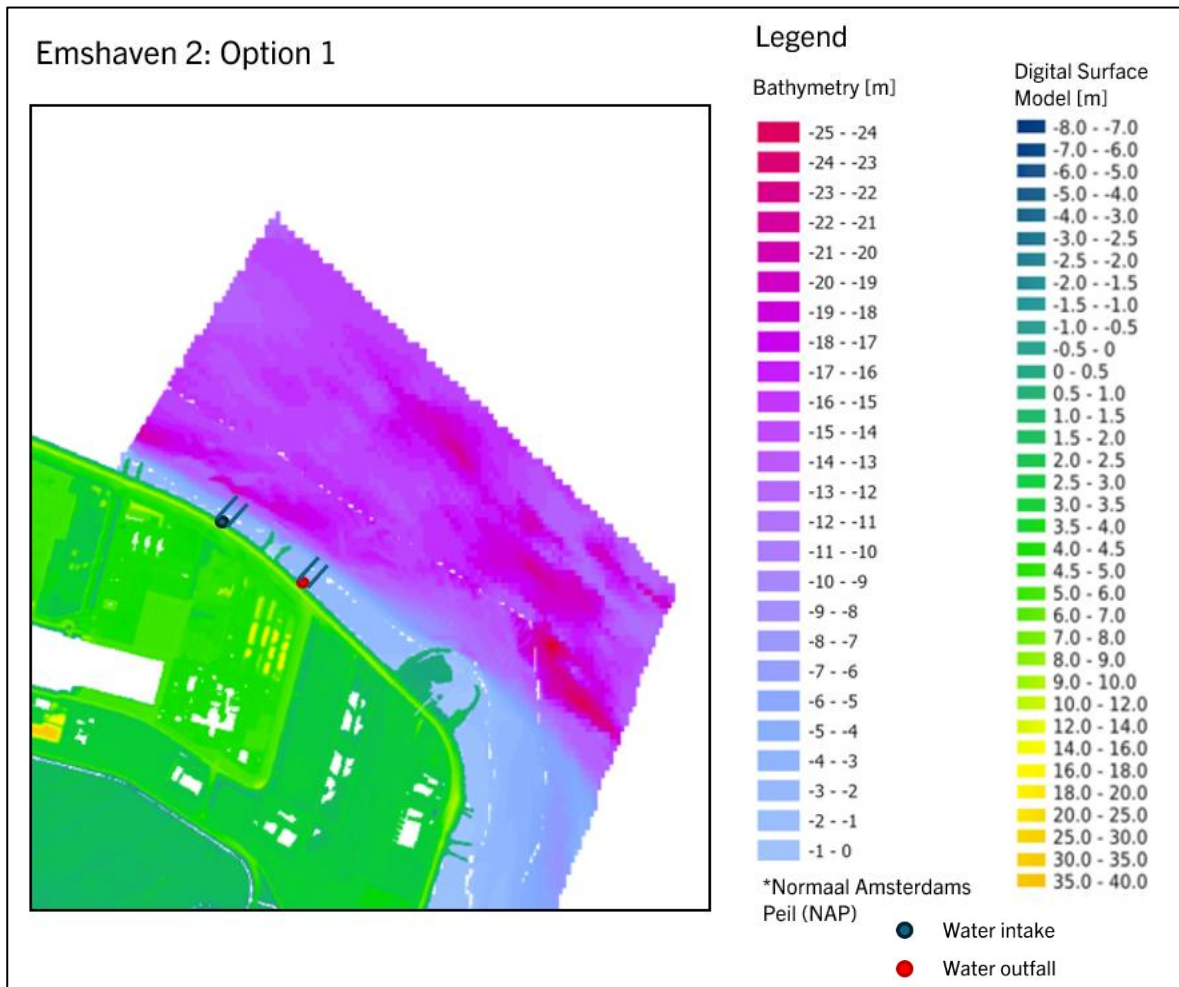 Emshaven 2: Option 1
Legend
Bathymetry [m]
-25 - -24
-24 - -23
-23 - -22
-22 - -21
-21 - -20
-20 - -19
-19 - -18
-18 - -17
-17 - -16
-16 - -15
-15 - -14
-14 - -13
-13 - -12
-12 - -11
-11 - -10
-10 - -9
-9 - -8
-8 - -7
-7 - -6
-6 - -5
-5 - -4
-4 - -3
-3 - -2
-2 - -1
-1 - 0
*Normaal Amsterdams
Peil (NAP)
Digital Surface
Model [m]
-8.0 - -7.0
-7.0 - -6.0
-6.0 - -5.0
-5.0 - -4.0
-4.0 - -3.0
-3.0 - -2.5
-2.5 - -2.0
-2.0 - -1.5
-1.5 - -1.0
-1.0 - -0.5
-0.5 - 0
0 - 0.5
0.5 - 1.0
1.0 - 1.5
1.5 - 2.0
2.0 - 2.5
2.5 - 3.0
3.0 - 3.5
3.5 - 4.0
4.0 - 4.5
4.5 - 5.0
5.0 - 6.0
6.0 - 7.0
7.0 - 8.0
8.0 - 9.0
9.0 - 10.0
10.0 - 12.0
12.0 - 14.0
14.0 - 16.0
16.0 - 18.0
18.0 - 20.0
20.0 - 25.0
25.0 - 30.0
30.0 - 35.0
35.0 - 40.0
Water intake
Water outfall